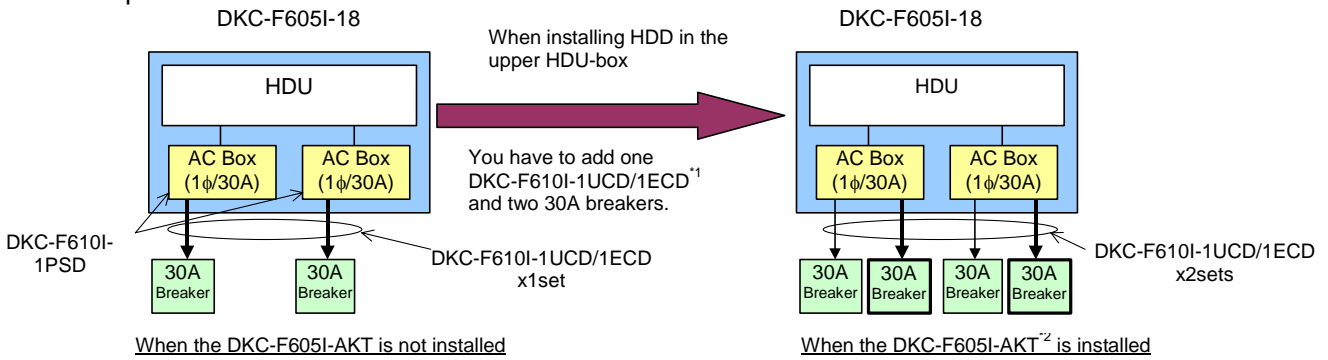 DKC-F605I-18
HDU
AC Box
(1ϕ/30A)
AC Box
(1ϕ/30A)
DKC-F610I-
1PSD
30A
Breaker
30A
Breaker
DKC-F610I-1UCD/1ECD
x1set
When the DKC-F605I-AKT is not installed
When installing HDD in the
upper HDU-box
You have to add one
DKC-F610I-1UCD/1ECD*1
and two 30A breakers.
DKC-F605I-18
HDU
AC Box
(1ϕ/30A)
AC Box
(1ϕ/30A)
30A
Breaker
30A
Breaker
30A
Breaker
30A
Breaker
DKC-F610I-1UCD/1ECD
x2sets
When the DKC-F605I-AKT*2 is installed